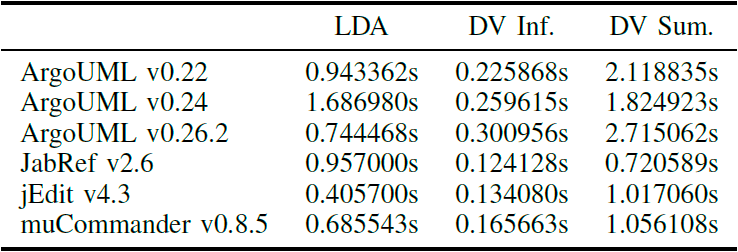 LDA DV Inf. DV Sum.
ArgoUML v0.22 0.943362s 0.225868s 2.118835s
ArgoUML v0.24 1.686980s 0.259615s 1.824923s
ArgoUML v0.26.2 0.744468s 0.300956s 2.715062s
JabRef v2.6 0.957000s 0.124128s 0.720589s
jEdit v4.3 0.405700s 0.134080s 1.017060s
muCommander v0.8.5 0.685543s 0.165663s 1.056108s